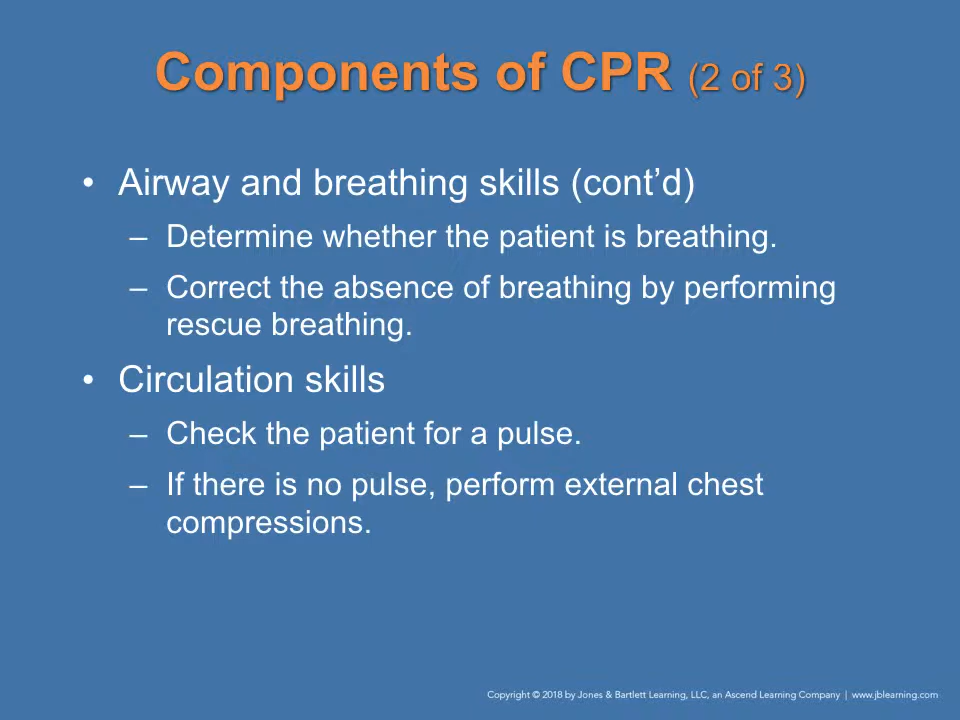 Components of CPR (2 of 3)
• Airway and breathing skills (cont’d)
– Determine whether the patient is breathing.
– Correct the absence of breathing by performing
rescue breathing.
• Circulation skills
– Check the patient for a pulse.
– If there is no pulse, perform external chest
compressions.
Copyright © 2018 by Jones & Bartlett Learning, LLC, an Ascend Learning Company | www.jblearning.com